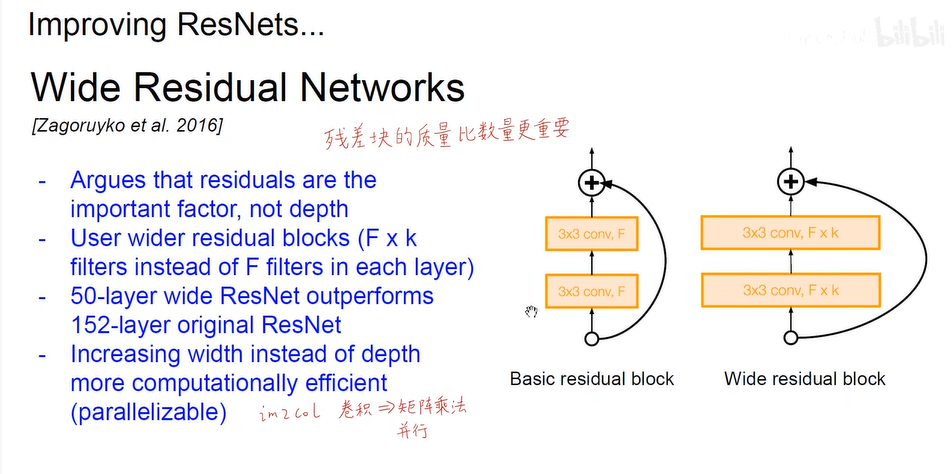 Improving ResNets...
bilibili
Wide Residual Networks
[Zagoruyko et al. 2016]
残差块的质量比数量更重要
- Argues that residuals are the
important factor, not depth
- User wider residual blocks (F x k
filters instead of F filters in each layer)
- 50-layer wide ResNet outperforms
152-layer original ResNet
- Increasing width instead of depth
more computationally efficient
(parallelizable)
im2col 卷积 ⇒ 矩阵乘法
并行
+
3x3 conv, F
3x3 conv, F
Basic residual block
+
3x3 conv, F x k
3x3 conv, F x k
Wide residual block